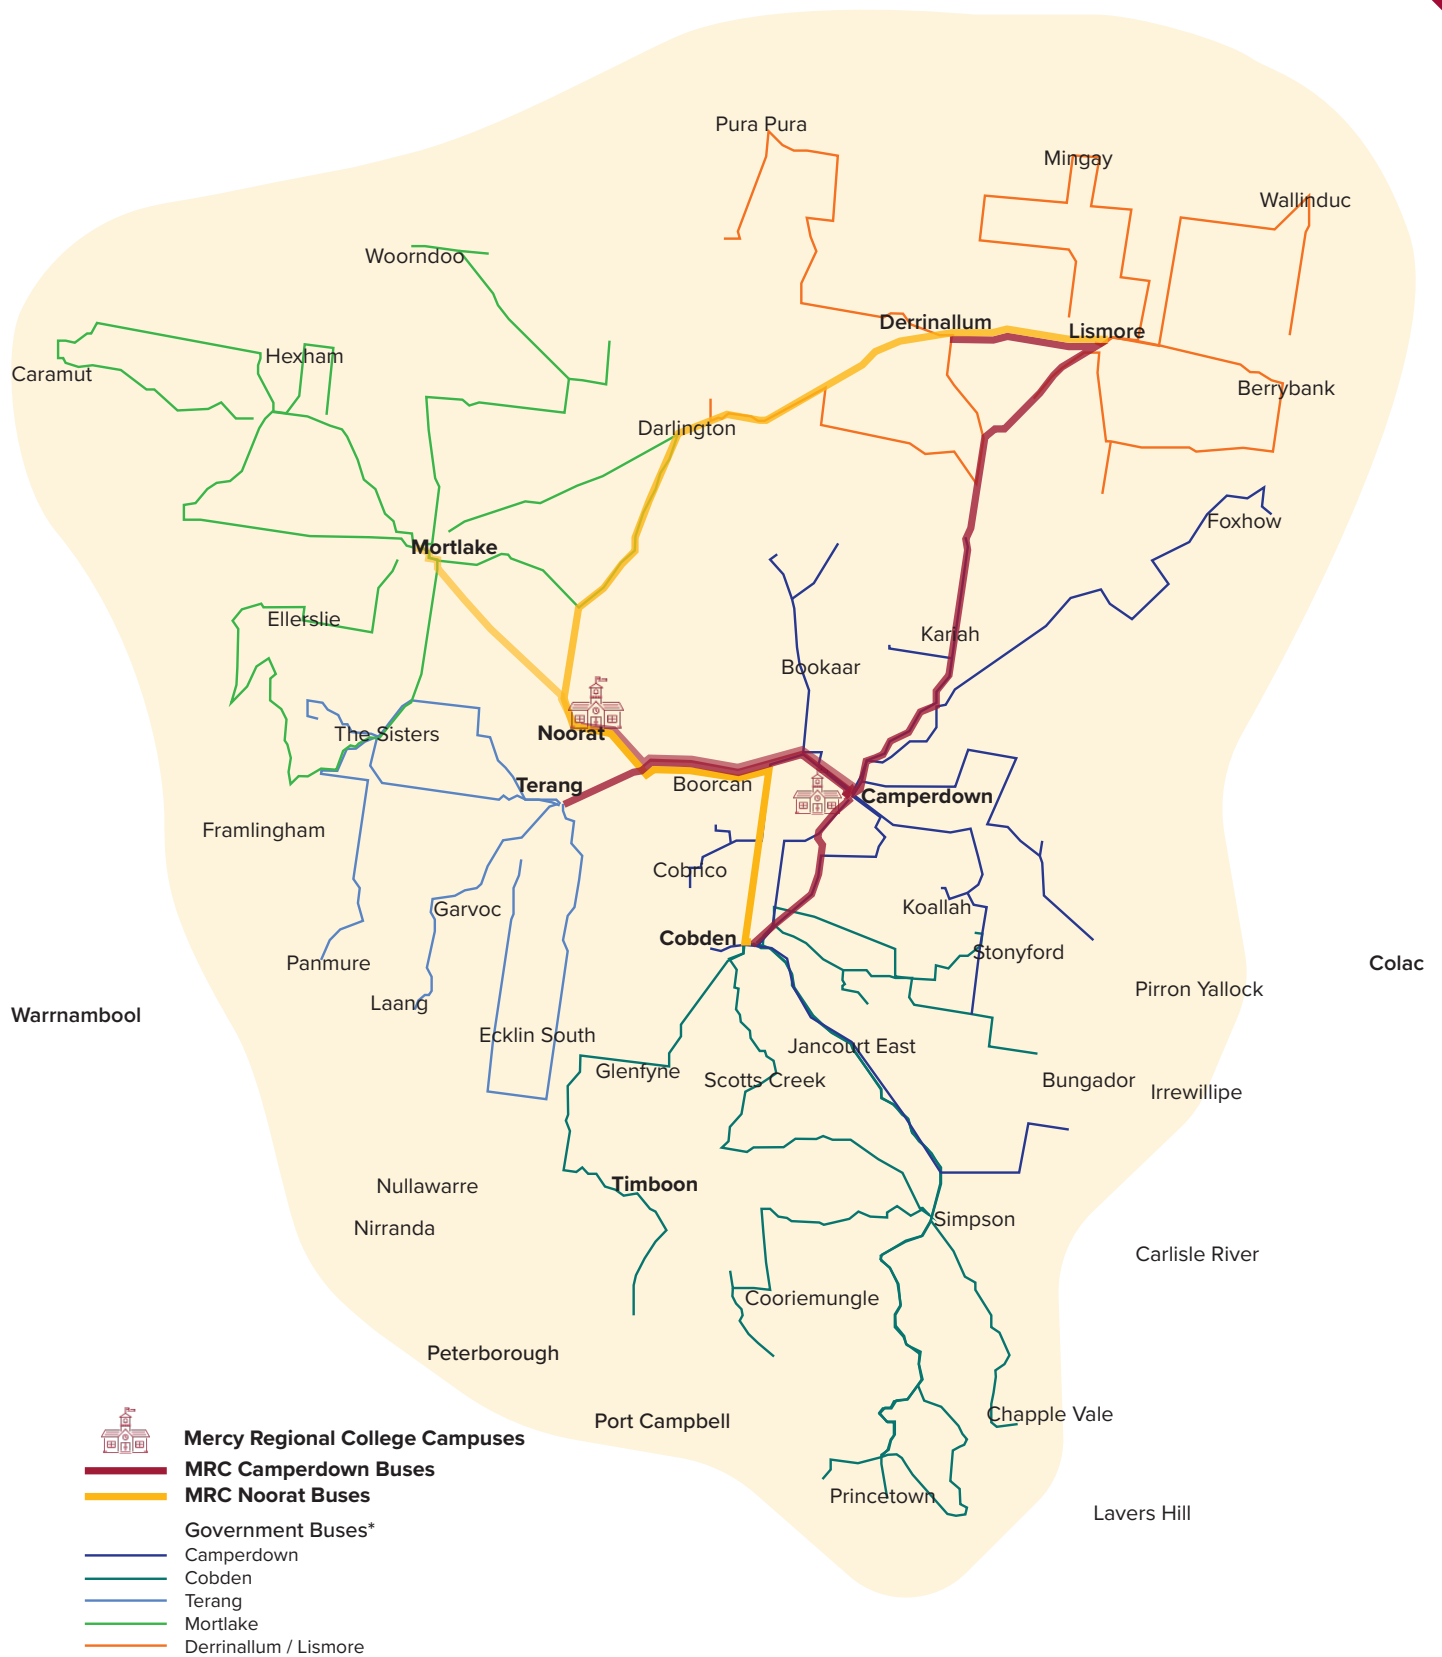 Pura Pura
Mingay
Wallinduc
Woorndoo
Derrinallum
Lismore
Hexham
Caramut
Berrybank
Darlington
Foxhow
Mortlake
Ellerslie
Kariah
Bookaar
The Sisters
Noorat
Terang
Boorcan
Camperdown
Framlingham
Cobrico
Garvoc
Koallah
Cobden
Stonyford
Panmure
Colac
Pirron Yallock
Laang
Warrnambool
Ecklin South
Jancourt East
Glenfyne
Scotts Creek
Bungador
Irrewillipe
Nullawarre
Timboon
Nirranda
Simpson
Carlisle River
Cooriemungle
Peterborough
Port Campbell
Chapple Vale
Princetown
Lavers Hill
Mercy Regional College Campuses
MRC Camperdown Buses
MRC Noorat Buses
Government Buses*
Camperdown
Cobden
Terang
Mortlake
Derrinallum / Lismore